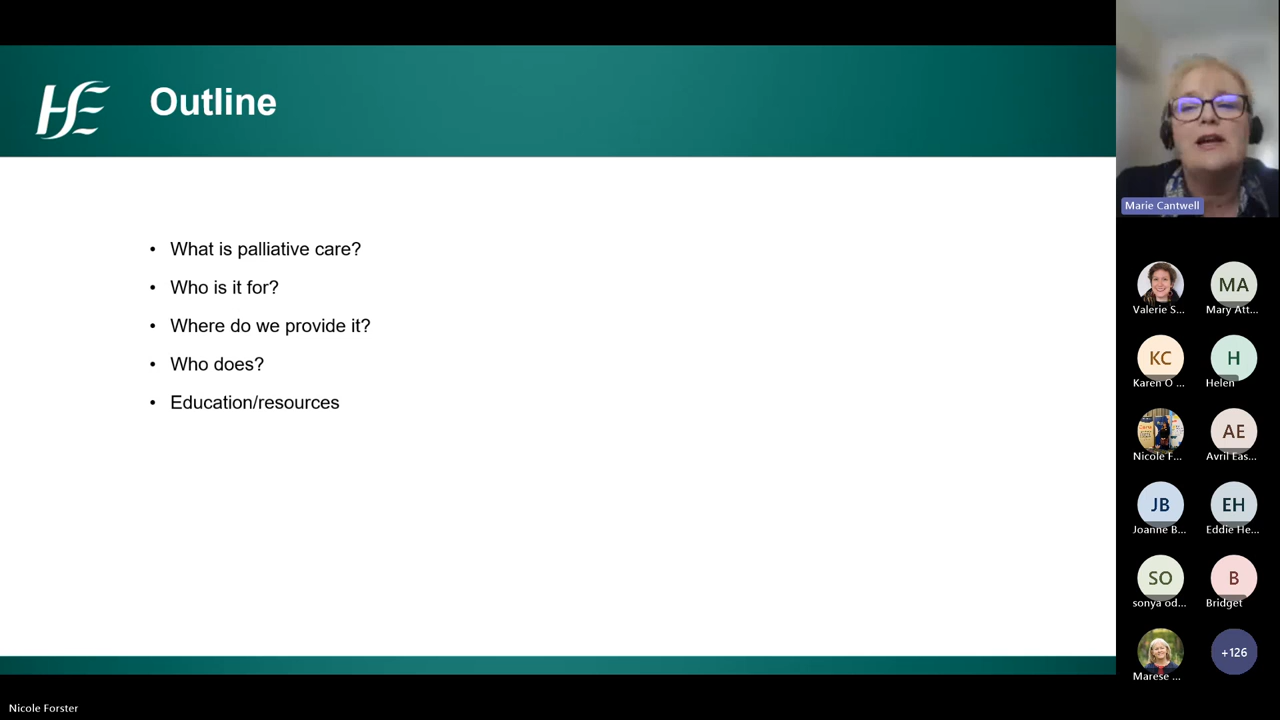 HSE
Outline
• What is palliative care?
• Who is it for?
• Where do we provide it?
• Who does?
• Education/resources
Marie Cantwell
Valerie S...
MA
Mary Att...
KC
Karen O ...
H
Helen
Nicole F...
AE
Avril Eas...
JB
Joanne B...
EH
Eddie He...
SO
sonya od...
B
Bridget
Marese ...
+126
Nicole Forster